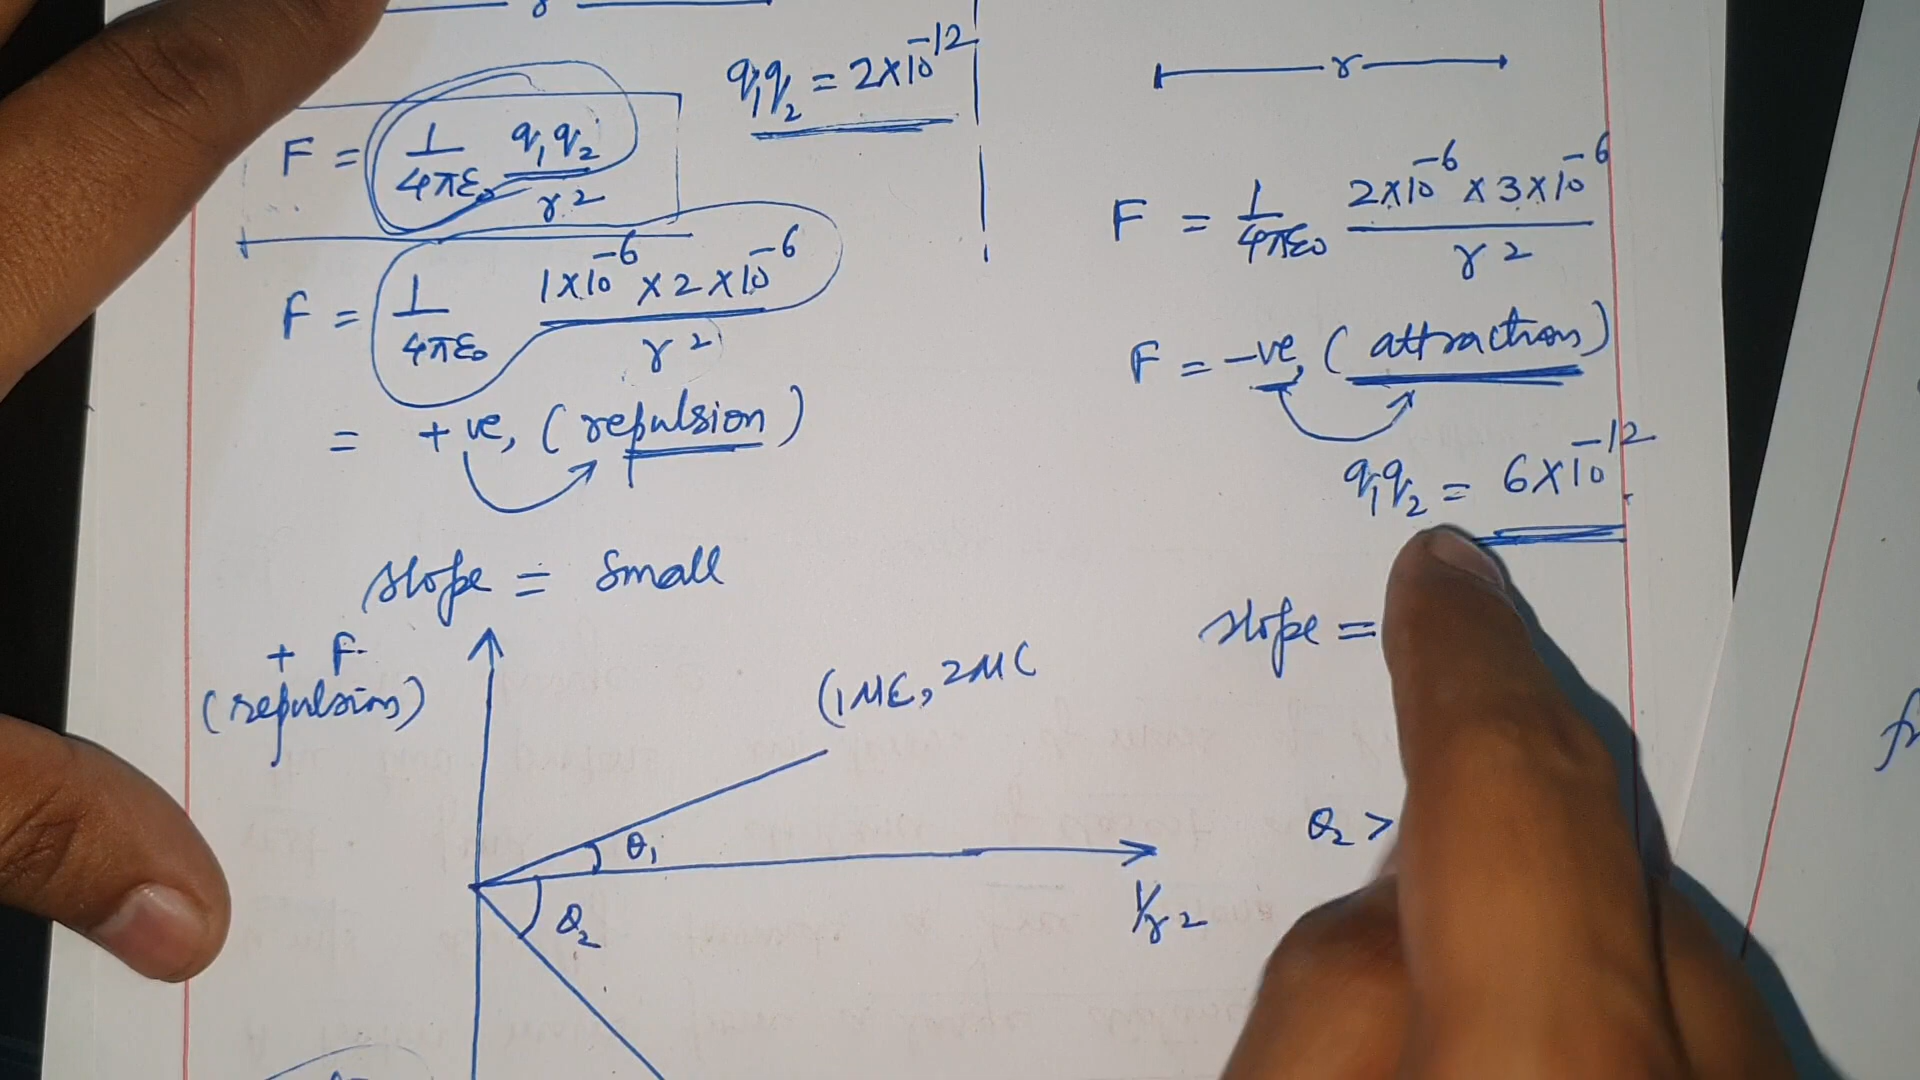 q₁q₂ = 2×10⁻¹²
F = 1/4πε₀ q₁q₂/r²
F = 1/4πε₀ 1×10⁻⁶ × 2×10⁻⁶/r²
= +ve, (repulsion)
slope = small
+ F
(repulsion)
(1μC, 2μC
θ₁
θ₂
1/r²
r
F = 1/4πε₀ 2×10⁻⁶ × 3×10⁻⁶/r²
F = -ve, (attraction)
q₁q₂ = 6×10⁻¹²
slope =
θ₂ >